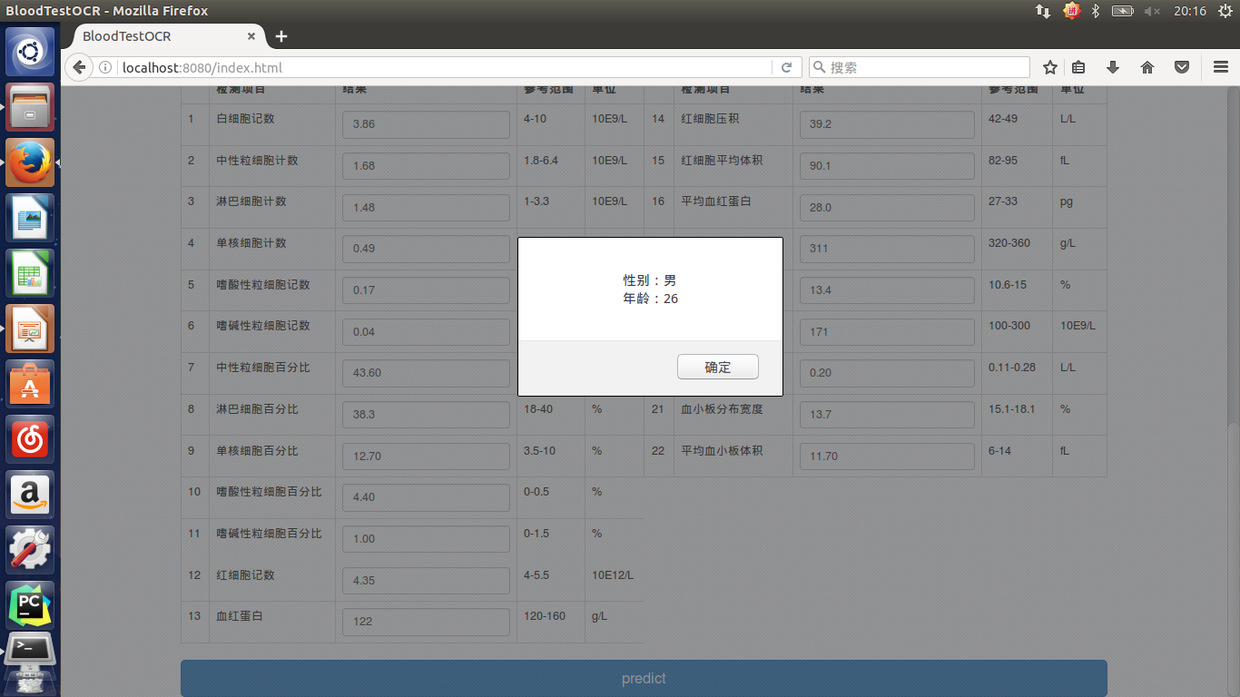 BloodTestOCR - Mozilla Firefox 20:16
BloodTestOCR
localhost:8080/index.html 搜索
检测项目 结果 参考范围 单位 检测项目 结果 参考范围 单位
1 白细胞记数 3.86 4-10 10E9/L 14 红细胞压积 39.2 42-49 L/L
2 中性粒细胞计数 1.68 1.8-6.4 10E9/L 15 红细胞平均体积 90.1 82-95 fL
3 淋巴细胞计数 1.48 1-3.3 10E9/L 16 平均血红蛋白 28.0 27-33 pg
4 单核细胞计数 0.49 311 320-360 g/L
5 嗜酸性粒细胞记数 0.17 13.4 10.6-15 %
6 嗜碱性粒细胞记数 0.04 171 100-300 10E9/L
7 中性粒细胞百分比 43.60 0.20 0.11-0.28 L/L
8 淋巴细胞百分比 38.3 18-40 % 21 血小板分布宽度 13.7 15.1-18.1 %
9 单核细胞百分比 12.70 3.5-10 % 22 平均血小板体积 11.70 6-14 fL
10 嗜酸性粒细胞百分比 4.40 0-0.5 %
11 嗜碱性粒细胞百分比 1.00 0-1.5 %
12 红细胞记数 4.35 4-5.5 10E12/L
13 血红蛋白 122 120-160 g/L
性别：男
年龄：26
确定
predict